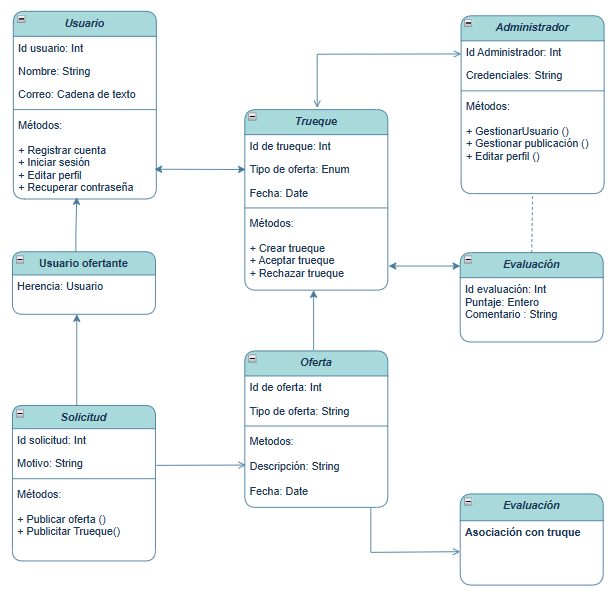 Usuario
Id usuario: Int
Nombre: String
Correo: Cadena de texto
Métodos:
+ Registrar cuenta
+ Iniciar sesión
+ Editar perfil
+ Recuperar contraseña
Administrador
Id Administrador: Int
Credenciales: String
Métodos:
+ GestionarUsuario ()
+ Gestionar publicación ()
+ Editar perfil ()
Trueque
Id de trueque: Int
Tipo de oferta: Enum
Fecha: Date
Métodos:
+ Crear trueque
+ Aceptar trueque
+ Rechazar trueque
Usuario ofertante
Herencia: Usuario
Evaluación
Id evaluación: Int
Puntaje: Entero
Comentario : String
Oferta
Id de oferta: Int
Tipo de oferta: String
Metodos:
Descripción: String
Fecha: Date
Solicitud
Id solicitud: Int
Motivo: String
Métodos:
+ Publicar oferta ()
+ Publicitar Trueque()
Evaluación
Asociación con truque